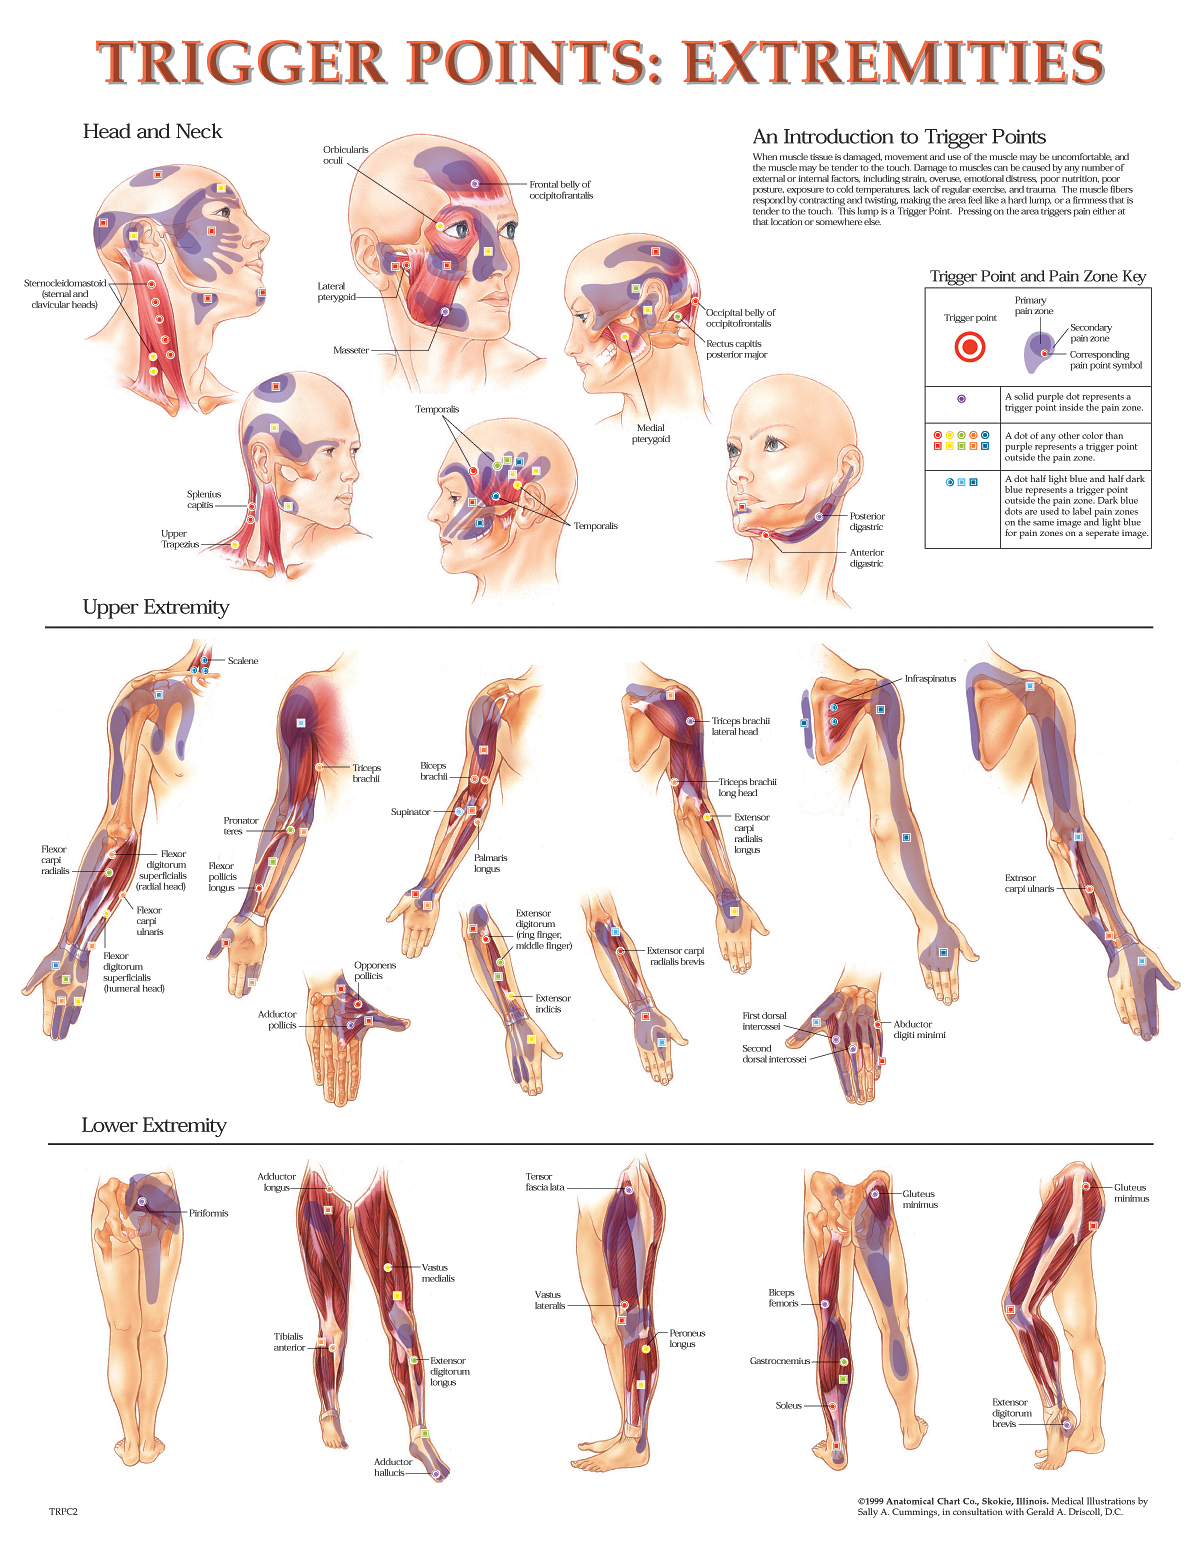 TRIGGER POINTS: EXTREMITIES
Head and Neck
Orbicularis
oculi
Frontal belly of
occipitofrantalis
Sternocleidomastoid
(sternal and
clavicular heads)
Lateral
pterygoid
Masseter
Occipital belly of
occipitofrontalis
Rectus capitis
posterior major
Medial
pterygoid
Temporalis
Temporalis
Splenius
capitis
Upper
Trapezius
Posterior
digastric
Anterior
digastric
An Introduction to Trigger Points
When muscle tissue is damaged, movement and use of the muscle may be uncomfortable, and
the muscle may be tender to the touch. Damage to muscles can be caused by any number of
external or internal factors, including strain, overuse, emotional distress, poor nutrition, poor
posture, exposure to cold temperatures, lack of regular exercise, and trauma. The muscle fibers
respond by contracting and twisting, making the area feel like a hard lump, or a firmness that is
tender to the touch. This lump is a Trigger Point. Pressing on the area triggers pain either at
that location or somewhere else.
Trigger Point and Pain Zone Key
Trigger point
Primary
pain zone
Secondary
pain zone
Corresponding
pain point symbol
A solid purple dot represents a
trigger point inside the pain zone.
A dot of any other color than
purple represents a trigger point
outside the pain zone.
A dot half light blue and half dark
blue represents a trigger point
outside the pain zone. Dark blue
dots are used to label pain zones
on the same image and light blue
for pain zones on a seperate image.
Upper Extremity
Scalene
Flexor
carpi
radialis
Flexor
digitorum
superficialis
(radial head)
Flexor
carpi
ulnaris
Flexor
digitorum
superficialis
(humeral head)
Triceps
brachii
Pronator
teres
Flexor
pollicis
longus
Biceps
brachii
Supinator
Palmaris
longus
Triceps brachii
lateral head
Triceps brachii
long head
Extensor
carpi
radialis
longus
Infraspinatus
Extnsor
carpi ulnaris
Opponens
pollicis
Adductor
pollicis
Extensor
digitorum
(ring finger,
middle finger)
Extensor
indicis
Extensor carpi
radialis brevis
First dorsal
interossei
Second
dorsal interossei
Abductor
digiti minimi
Lower Extremity
Piriformis
Adductor
longus
Vastus
medialis
Tibialis
anterior
Extensor
digitorum
longus
Adductor
hallucis
Tensor
fascia lata
Vastus
lateralis
Peroneus
longus
Gluteus
minimus
Biceps
femoris
Gastrocnemius
Soleus
Gluteus
minimus
Extensor
digitorum
brevis
TRPC2
©1999 Anatomical Chart Co., Skokie, Illinois. Medical Illustrations by
Sally A. Cummings, in consultation with Gerald A. Driscoll, D.C.